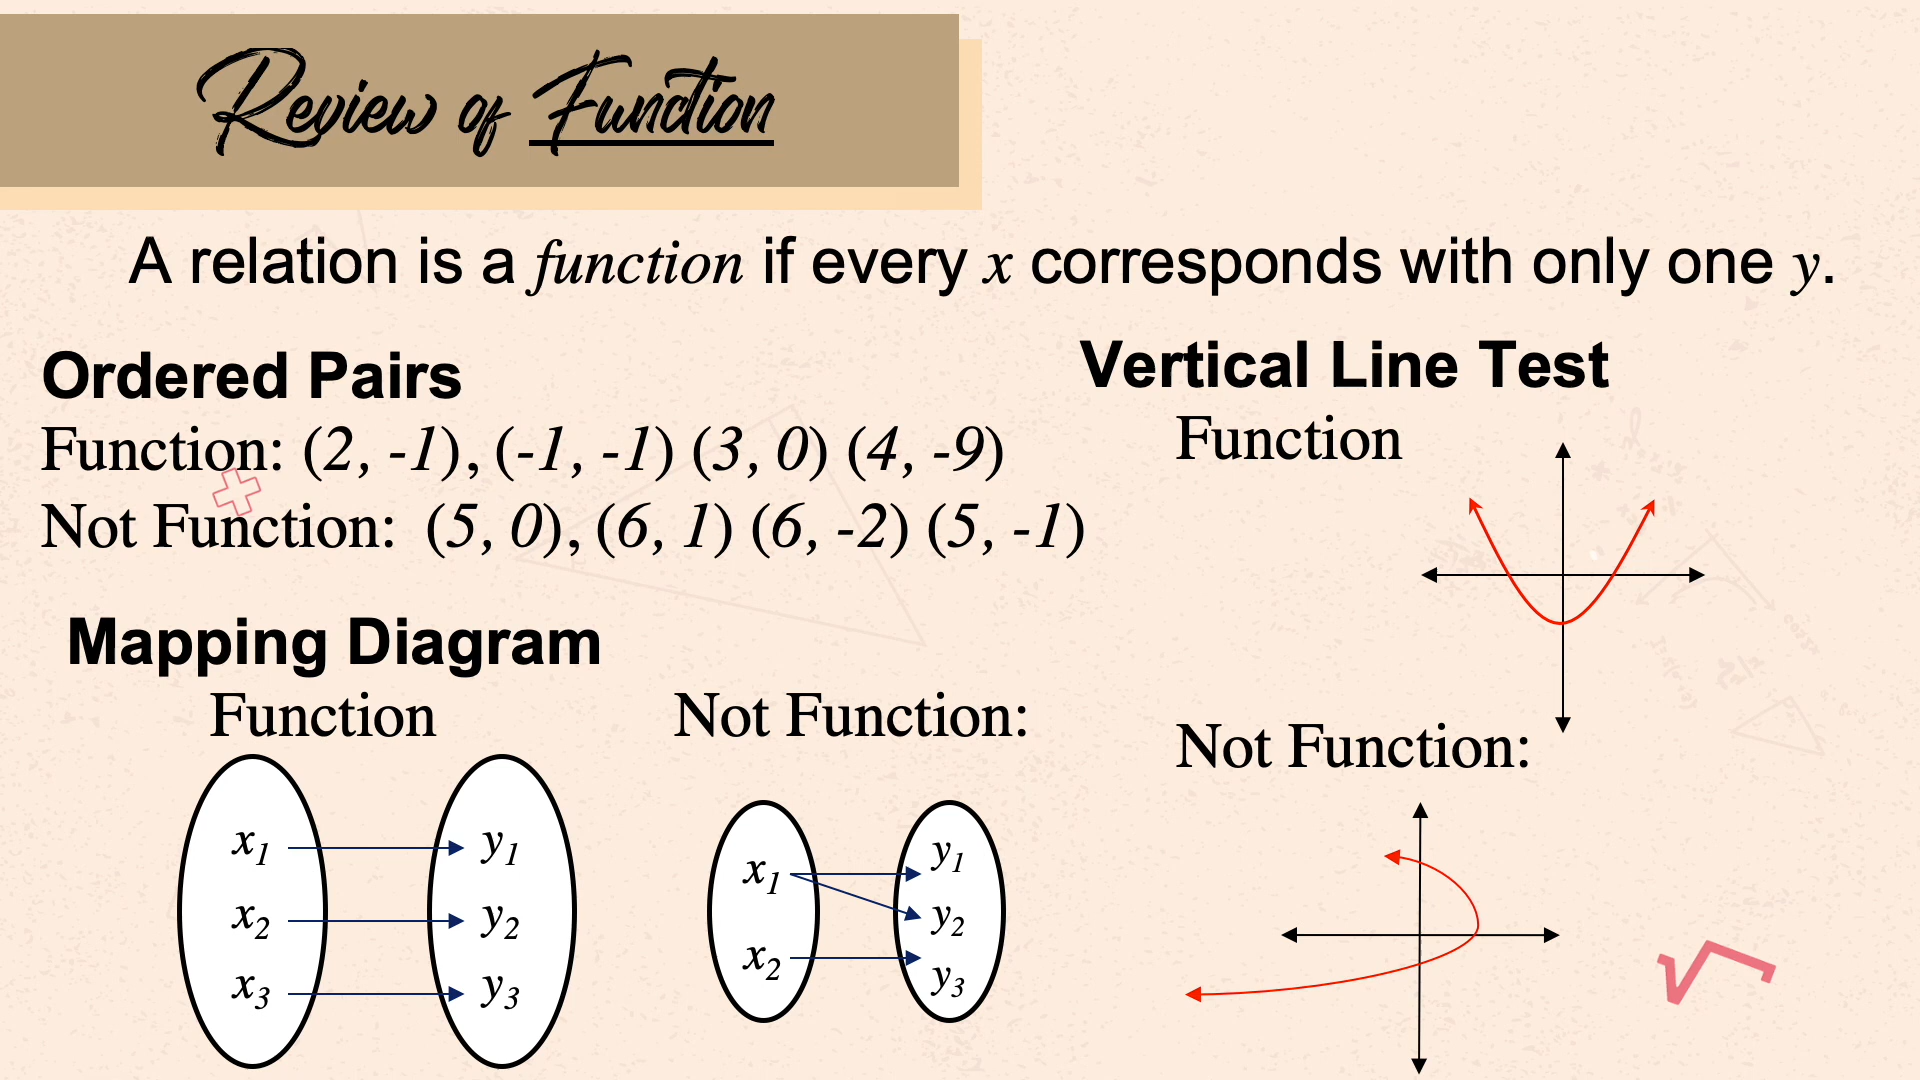 Review of Function
A relation is a function if every x corresponds with only one y.
Ordered Pairs
Function: (2, -1), (-1, -1) (3, 0) (4, -9)
Not Function: (5, 0), (6, 1) (6, -2) (5, -1)
Mapping Diagram
Function
x₁ y₁
x₂ y₂
x₃ y₃
Not Function:
x₁ y₁
y₂
x₂ y₃
Vertical Line Test
Function
Not Function: